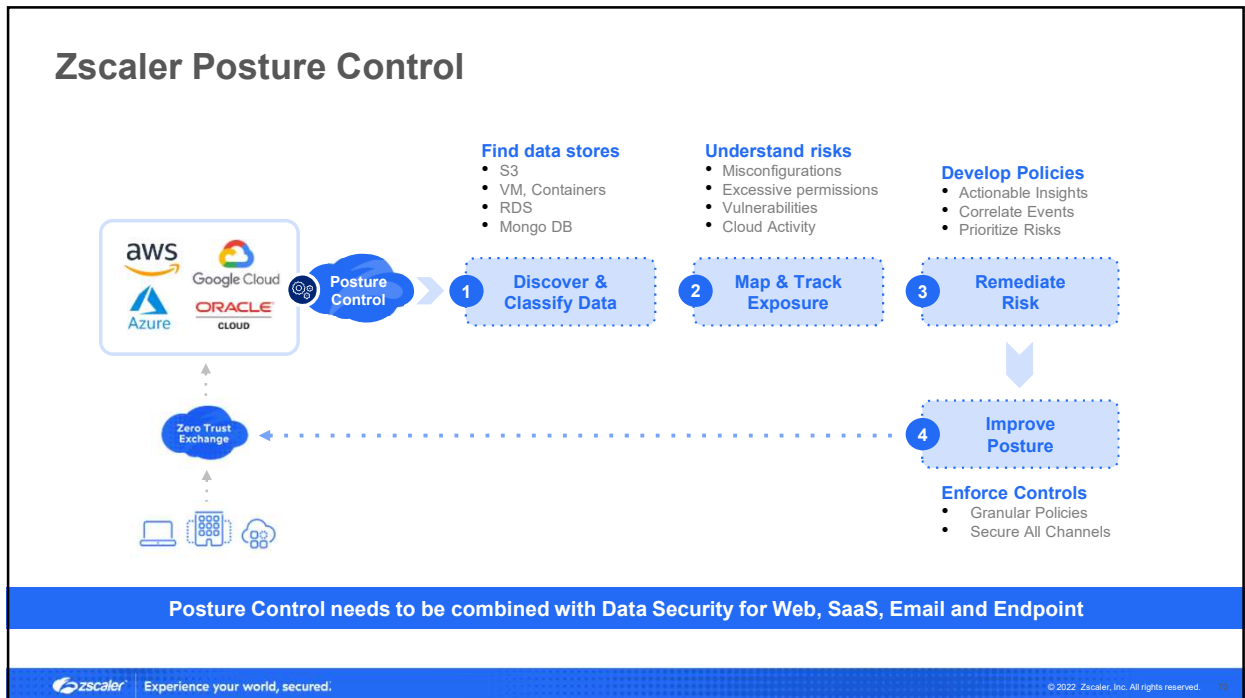 Zscaler Posture Control
Find data stores
• S3
• VM, Containers
• RDS
• Mongo DB
Understand risks
• Misconfigurations
• Excessive permissions
• Vulnerabilities
• Cloud Activity
Develop Policies
• Actionable Insights
• Correlate Events
• Prioritize Risks
aws
Google Cloud
Azure
ORACLE
CLOUD
Posture
Control
1
Discover &
Classify Data
2
Map & Track
Exposure
3
Remediate
Risk
Zero Trust
Exchange
4
Improve
Posture
Enforce Controls
• Granular Policies
• Secure All Channels
Posture Control needs to be combined with Data Security for Web, SaaS, Email and Endpoint
zscaler
Experience your world, secured.
© 2022 Zscaler, Inc. All rights reserved.